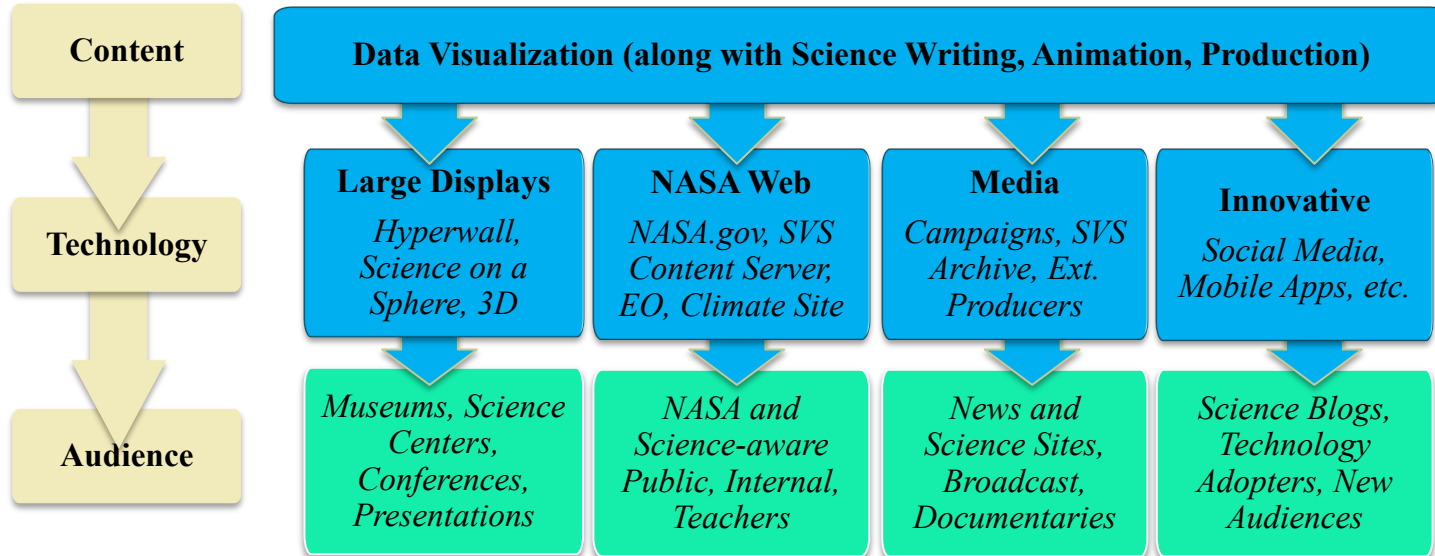 Content
Data Visualization (along with Science Writing, Animation, Production)
Technology
Large Displays
Hyperwall,
Science on a
Sphere, 3D
NASA Web
NASA.gov, SVS
Content Server,
EO, Climate Site
Media
Campaigns, SVS
Archive, Ext.
Producers
Innovative
Social Media,
Mobile Apps, etc.
Audience
Museums, Science
Centers,
Conferences,
Presentations
NASA and
Science-aware
Public, Internal,
Teachers
News and
Science Sites,
Broadcast,
Documentaries
Science Blogs,
Technology
Adopters, New
Audiences